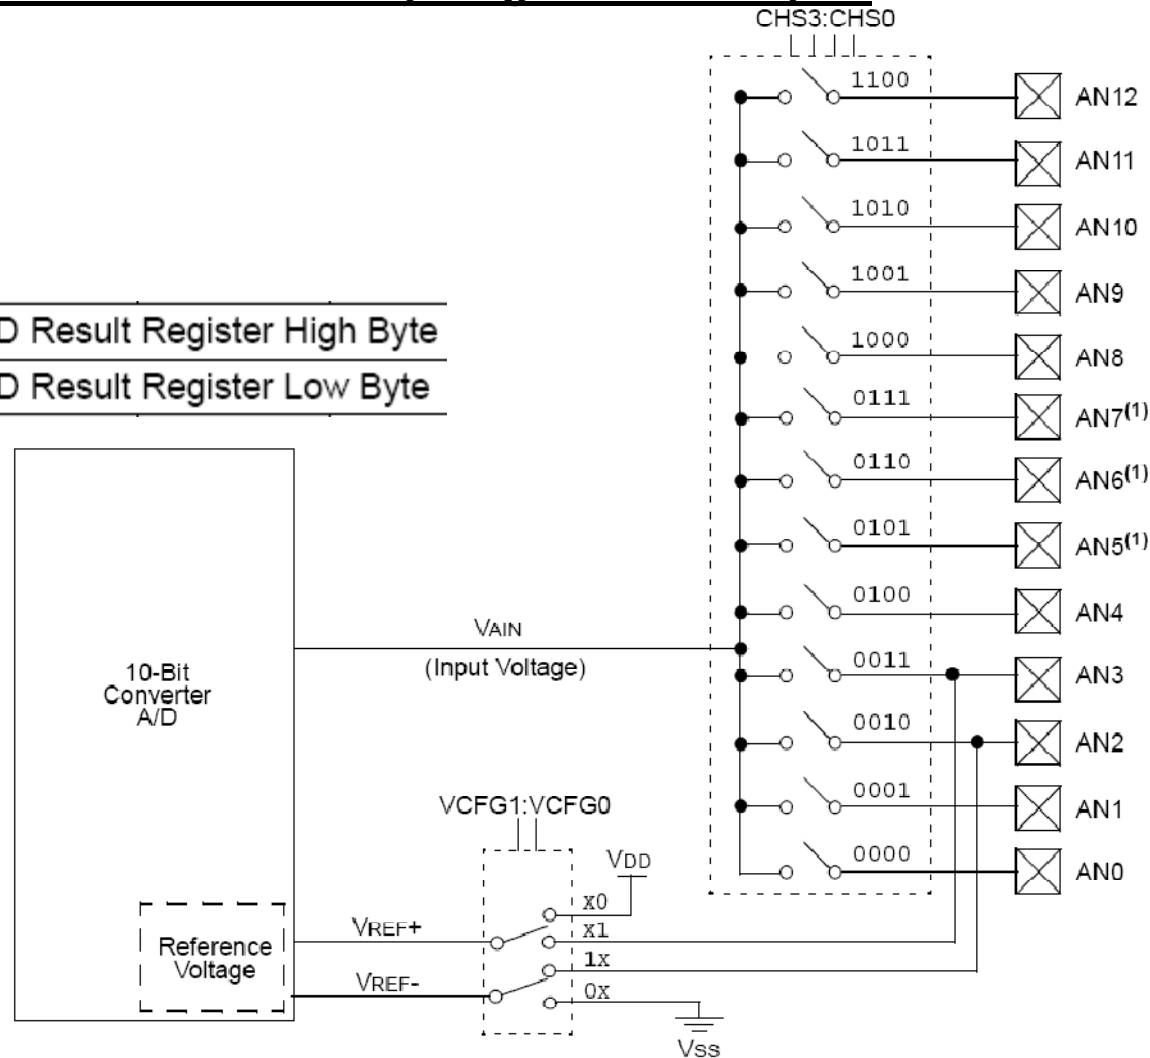 CHS3:CHS0
1100 AN12
1011 AN11
1010 AN10
1001 AN9
D Result Register High Byte
1000 AN8
D Result Register Low Byte
0111 AN7(1)
0110 AN6(1)
0101 AN5(1)
0100 AN4
VAIN
(Input Voltage)
0011 AN3
10-Bit
Converter
A/D
0010 AN2
VCFG1:VCFG0
0001 AN1
VDD
0000 AN0
X0
VREF+
X1
Reference
Voltage
1X
VREF-
0X
VSS